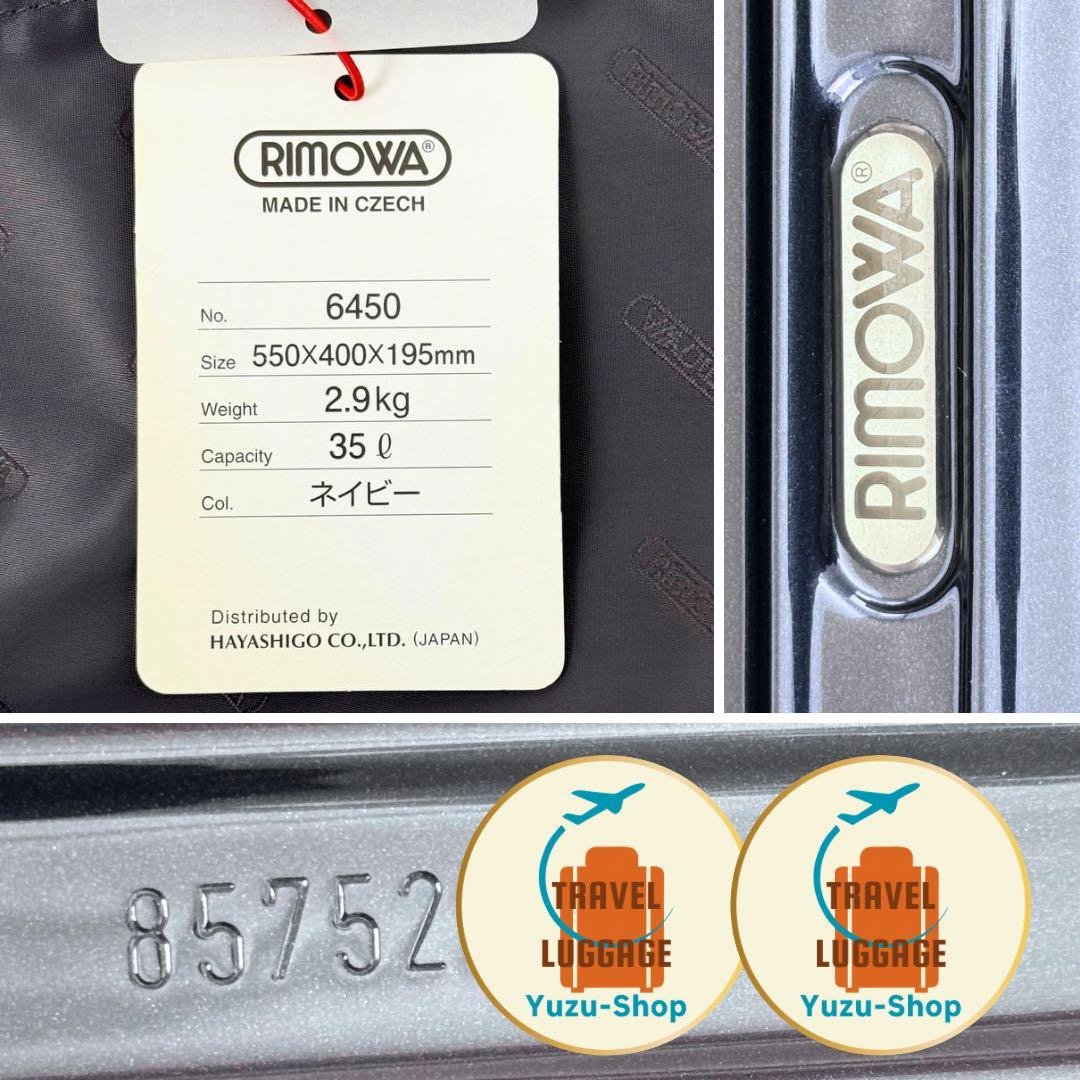 RIMOWA®
MADE IN CZECH
No. 6450
Size 550X400X195mm
Weight 2.9kg
Capacity 35 ℓ
Col. ネイビー
Distributed by
HAYASHIGO CO.,LTD. (JAPAN)
RIMOWA®
85752
TRAVEL
LUGGAGE
Yuzu-Shop
TRAVEL
LUGGAGE
Yuzu-Shop